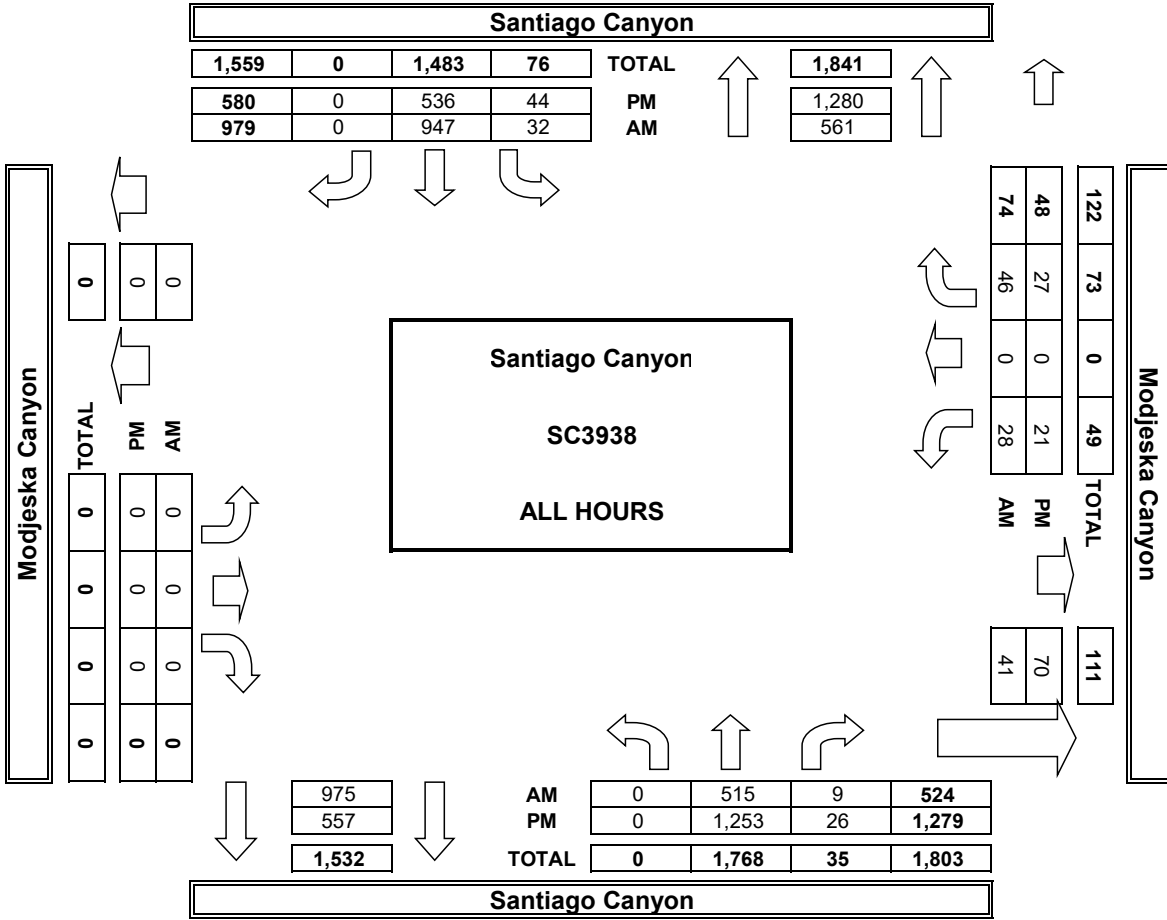 Santiago Canyon
1,559 0 1,483 76 TOTAL 1,841
580 0 536 44 PM 1,280
979 0 947 32 AM 561
Modjeska Canyon
0 0 0
TOTAL PM AM
0 0 0
0 0 0
0 0 0
0 0 0
Santiago Canyon
SC3938
ALL HOURS
74 48 122
46 27 73
0 0 0
28 21 49
AM PM TOTAL
41 70 111
Modjeska Canyon
975 AM 0 515 9 524
557 PM 0 1,253 26 1,279
1,532 TOTAL 0 1,768 35 1,803
Santiago Canyon